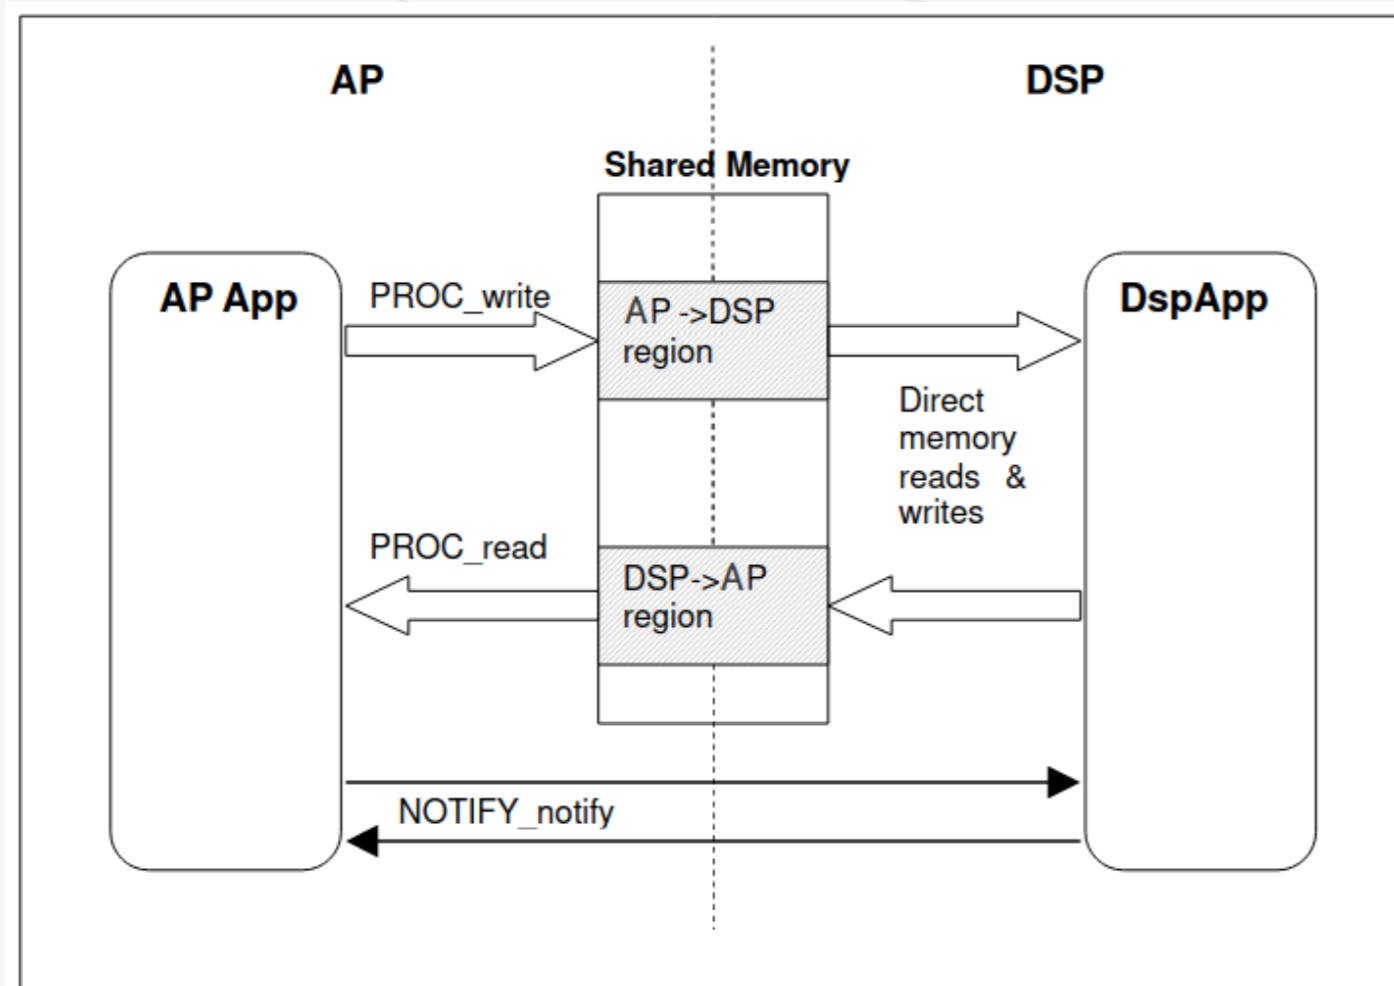 AP
DSP
Shared Memory
AP App
PROC_write
AP ->DSP
region
DspApp
Direct
memory
reads &
writes
PROC_read
DSP->AP
region
NOTIFY_notify